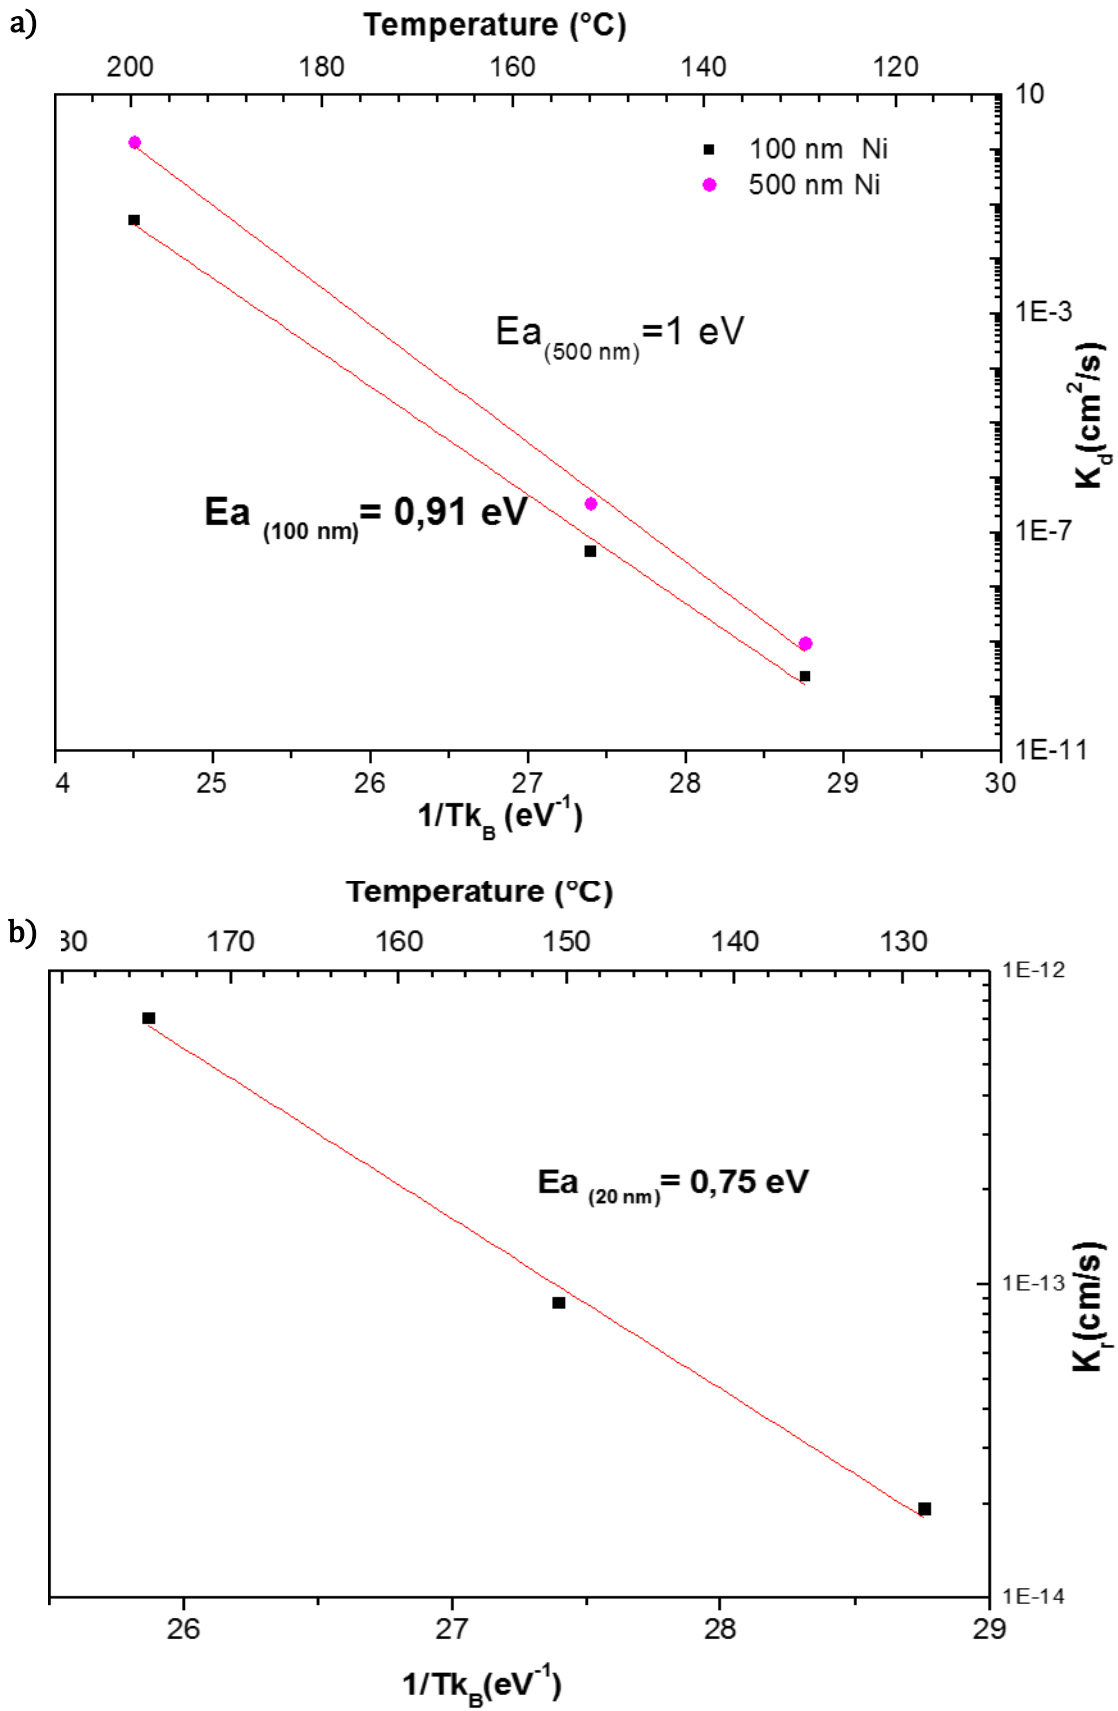 a)
Temperature (°C)
200 180 160 140 120
10
100 nm Ni
500 nm Ni
1E-3
Ea(500 nm)=1 eV
Kd(cm²/s)
Ea (100 nm)= 0,91 eV
1E-7
1E-11
4 25 26 27 28 29 30
1/TkB (eV⁻¹)
Temperature (°C)
b)
30 170 160 150 140 130
1E-12
Ea (20 nm)= 0,75 eV
1E-13
Kr(cm/s)
1E-14
26 27 28 29
1/TkB(eV⁻¹)